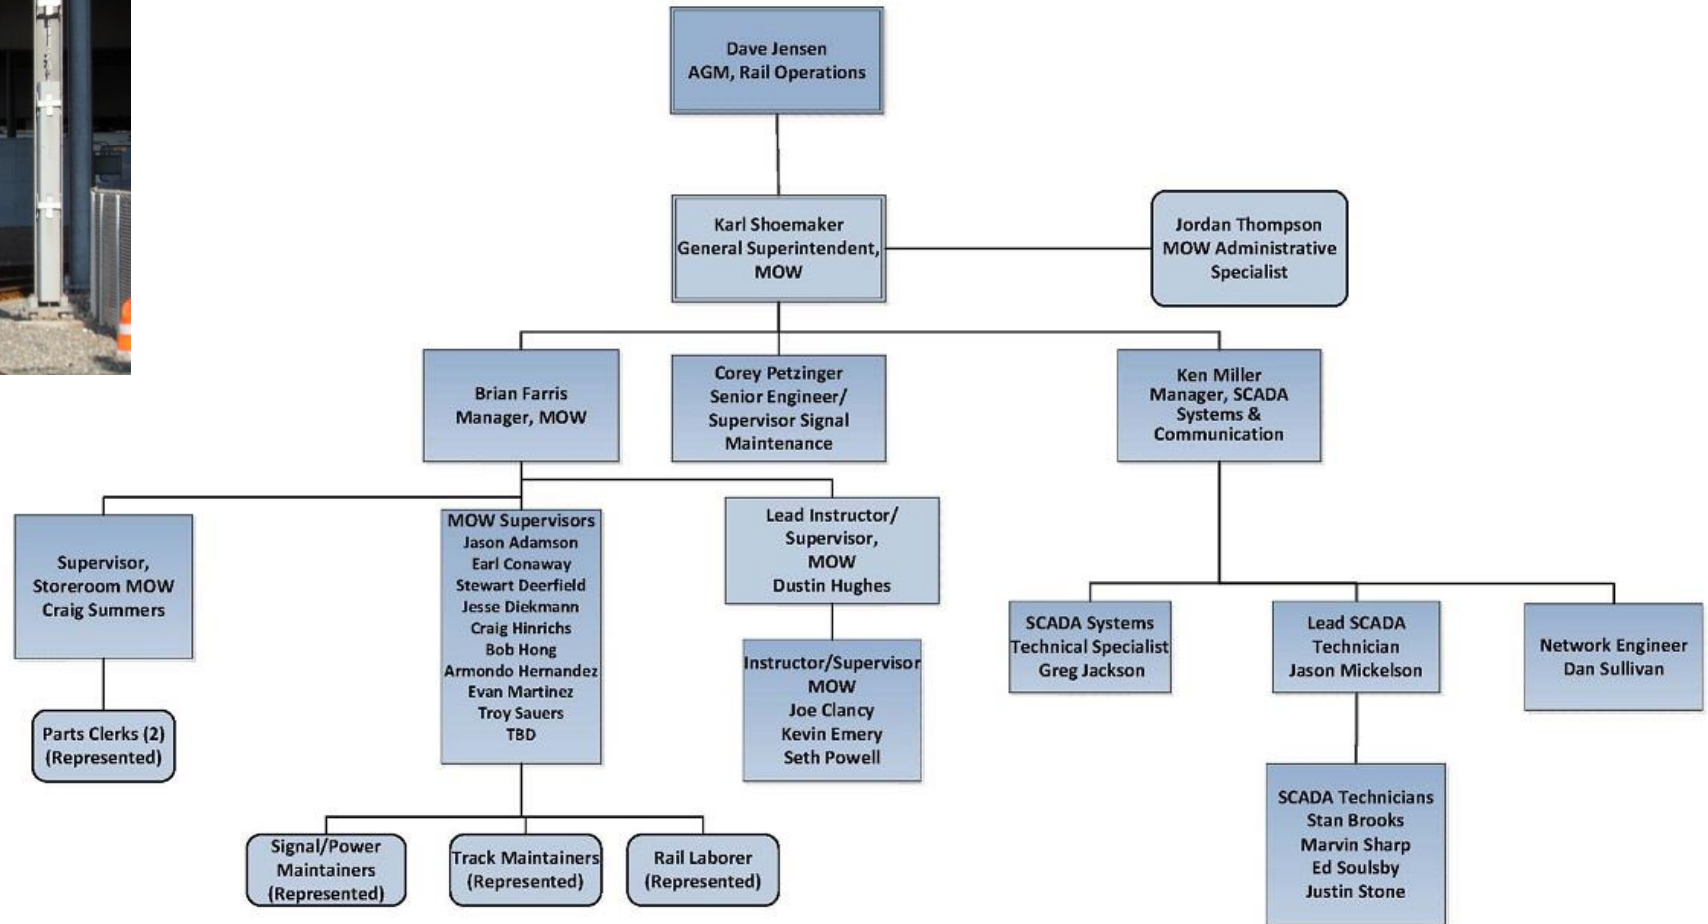 Dave Jensen
AGM, Rail Operations
Karl Shoemaker
General Superintendent,
MOW
Jordan Thompson
MOW Administrative
Specialist
Brian Farris
Manager, MOW
Corey Petzinger
Senior Engineer/
Supervisor Signal
Maintenance
Ken Miller
Manager, SCADA
Systems &
Communication
Supervisor,
Storeroom MOW
Craig Summers
MOW Supervisors
Jason Adamson
Earl Conaway
Stewart Deerfield
Jesse Diekmann
Craig Hinrichs
Bob Hong
Armondo Hernandez
Evan Martinez
Troy Sauers
TBD
Lead Instructor/
Supervisor,
MOW
Dustin Hughes
Instructor/Supervisor
MOW
Joe Clancy
Kevin Emery
Seth Powell
SCADA Systems
Technical Specialist
Greg Jackson
Lead SCADA
Technician
Jason Mickelson
Network Engineer
Dan Sullivan
Parts Clerks (2)
(Represented)
Signal/Power
Maintainers
(Represented)
Track Maintainers
(Represented)
Rail Laborer
(Represented)
SCADA Technicians
Stan Brooks
Marvin Sharp
Ed Soulsby
Justin Stone